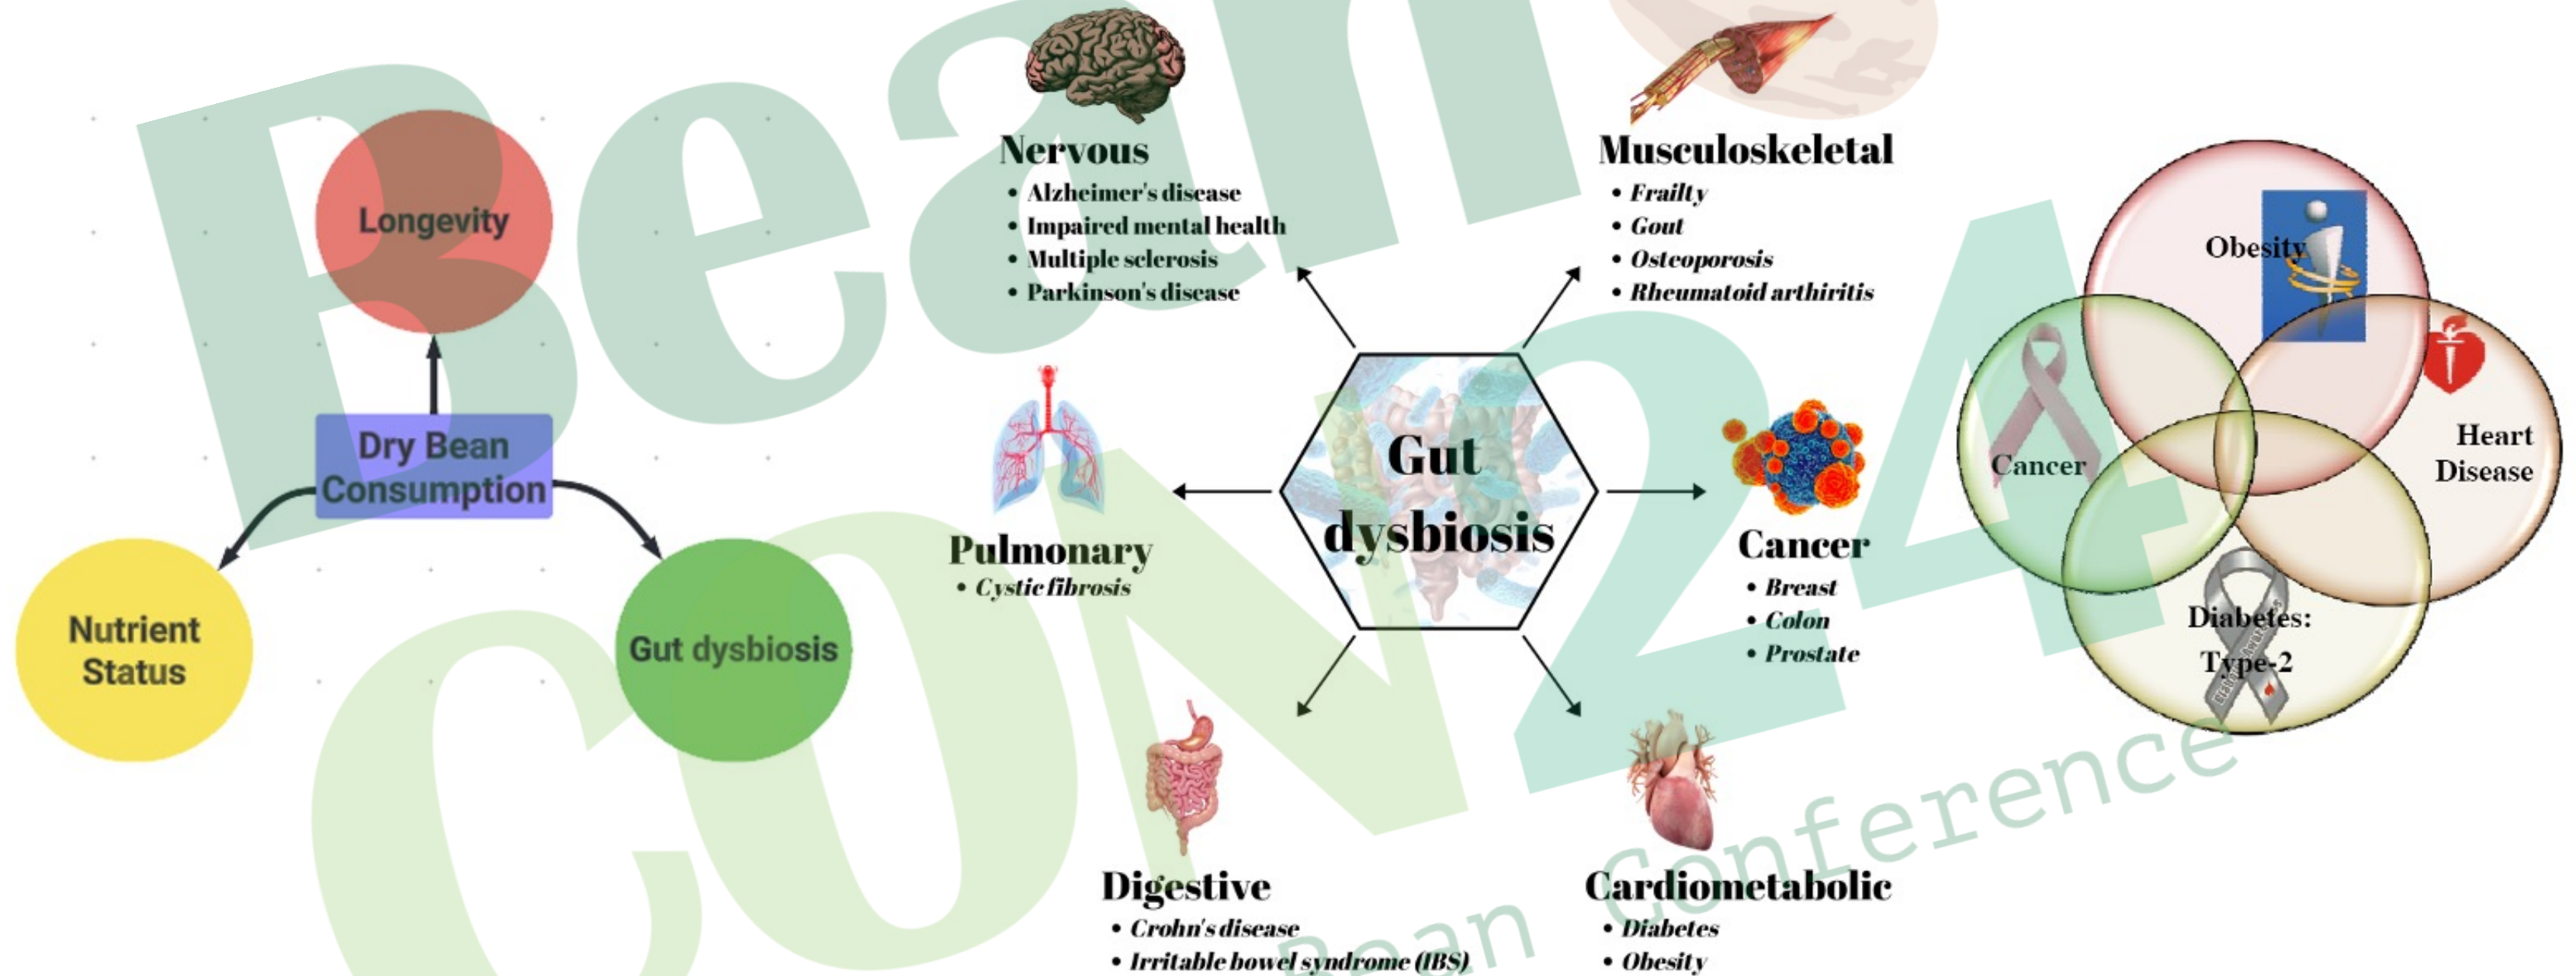 Longevity
Dry Bean
Consumption
Nutrient
Status
Gut dysbiosis
Nervous
• Alzheimer's disease
• Impaired mental health
• Multiple sclerosis
• Parkinson's disease
Musculoskeletal
• Frailty
• Gout
• Osteoporosis
• Rheumatoid arthiritis
Pulmonary
• Cystic fibrosis
Gut
dysbiosis
Cancer
• Breast
• Colon
• Prostate
Digestive
• Crohn's disease
• Irritable bowel syndrome (IBS)
Cardiometabolic
• Diabetes
• Obesity
Obesity
Cancer
Heart
Disease
Diabetes:
Type-2
Bean
CON24
Bean Conference